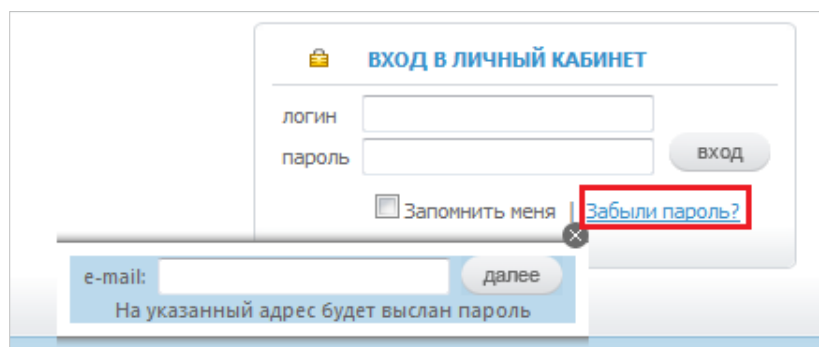 ВХОД В ЛИЧНЫЙ КАБИНЕТ
логин
пароль
вход
Запомнить меня | Забыли пароль?
e-mail:
далее
На указанный адрес будет выслан пароль